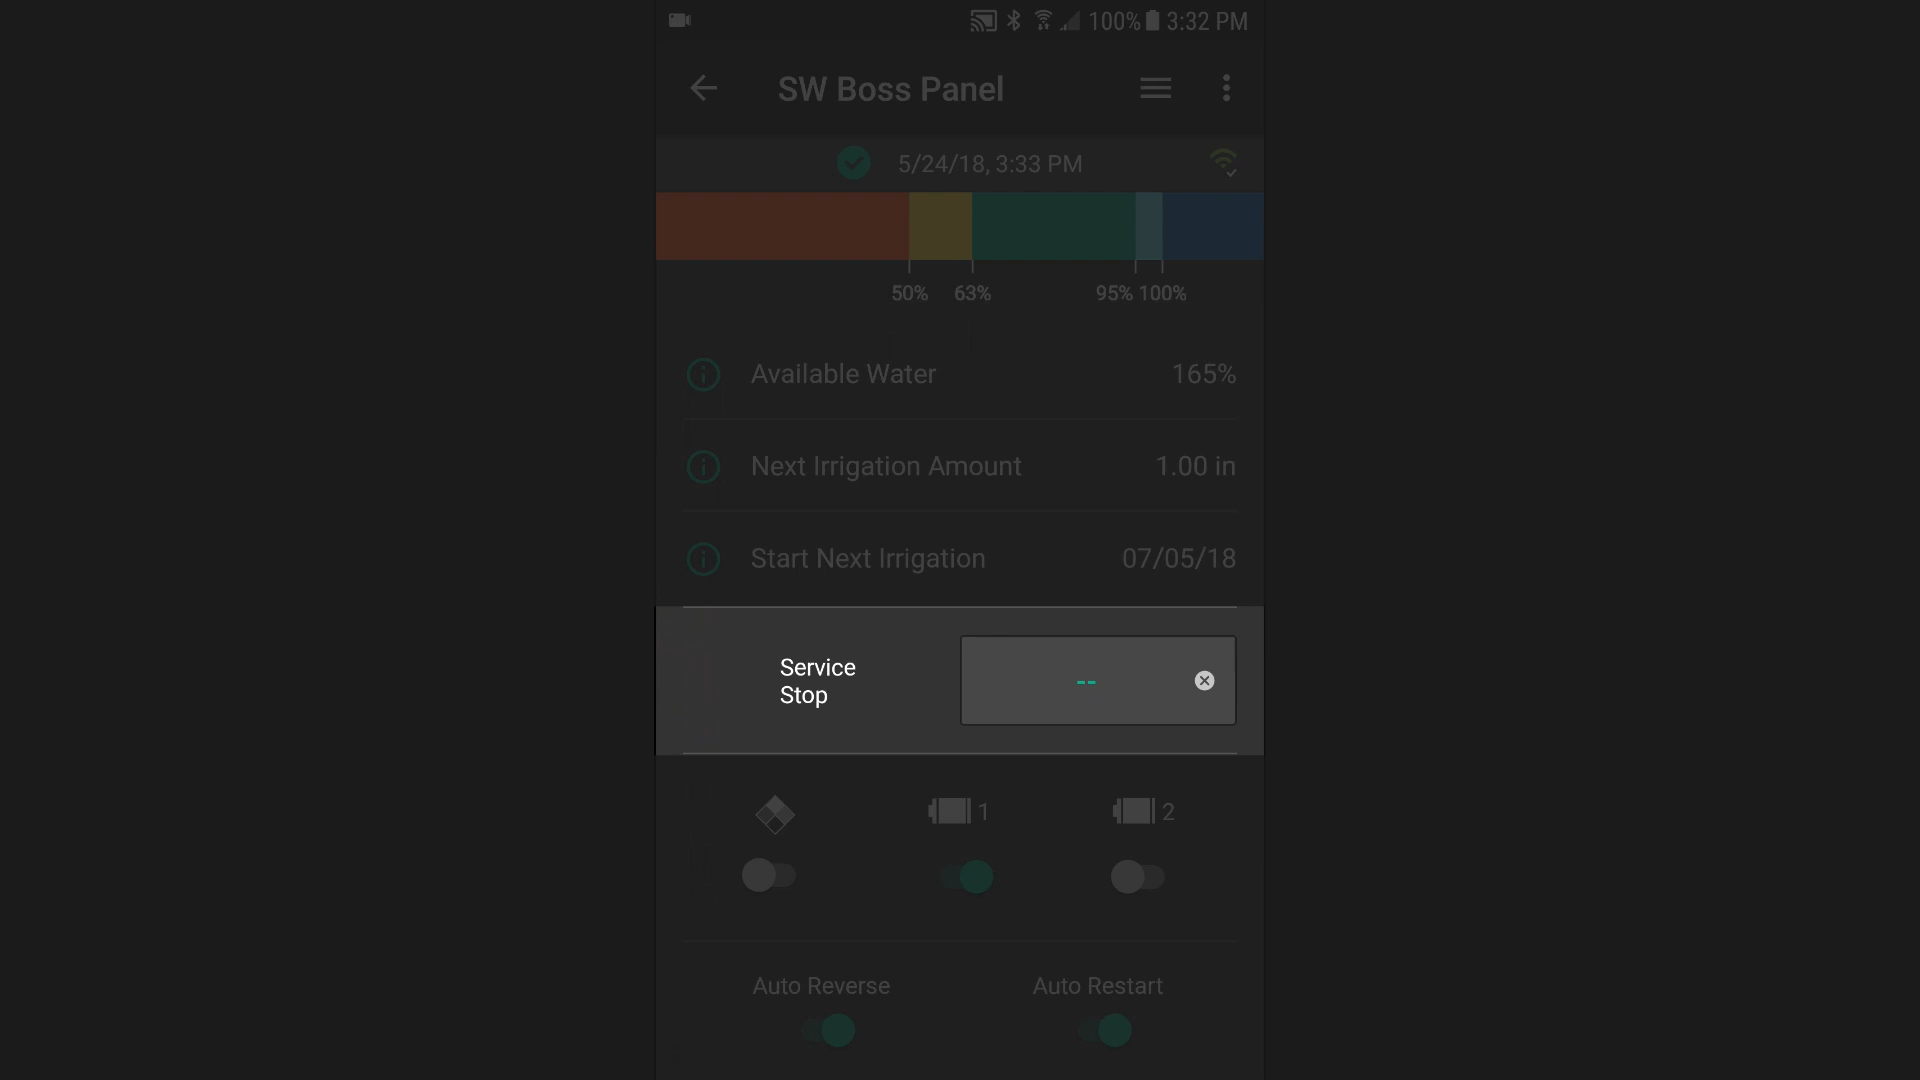 100% 3:32 PM
SW Boss Panel
5/24/18, 3:33 PM
50% 63% 95% 100%
Available Water 165%
Next Irrigation Amount 1.00 in
Start Next Irrigation 07/05/18
Service
Stop
--
1 2
Auto Reverse Auto Restart